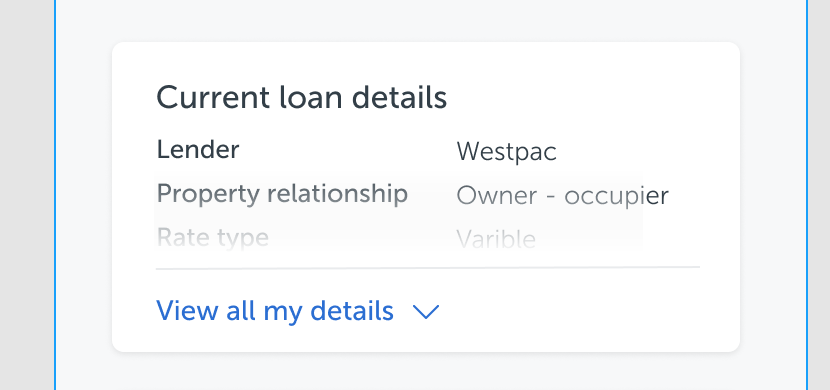 Current loan details
Lender Westpac
Property relationship Owner - occupier
Rate type Varible
View all my details